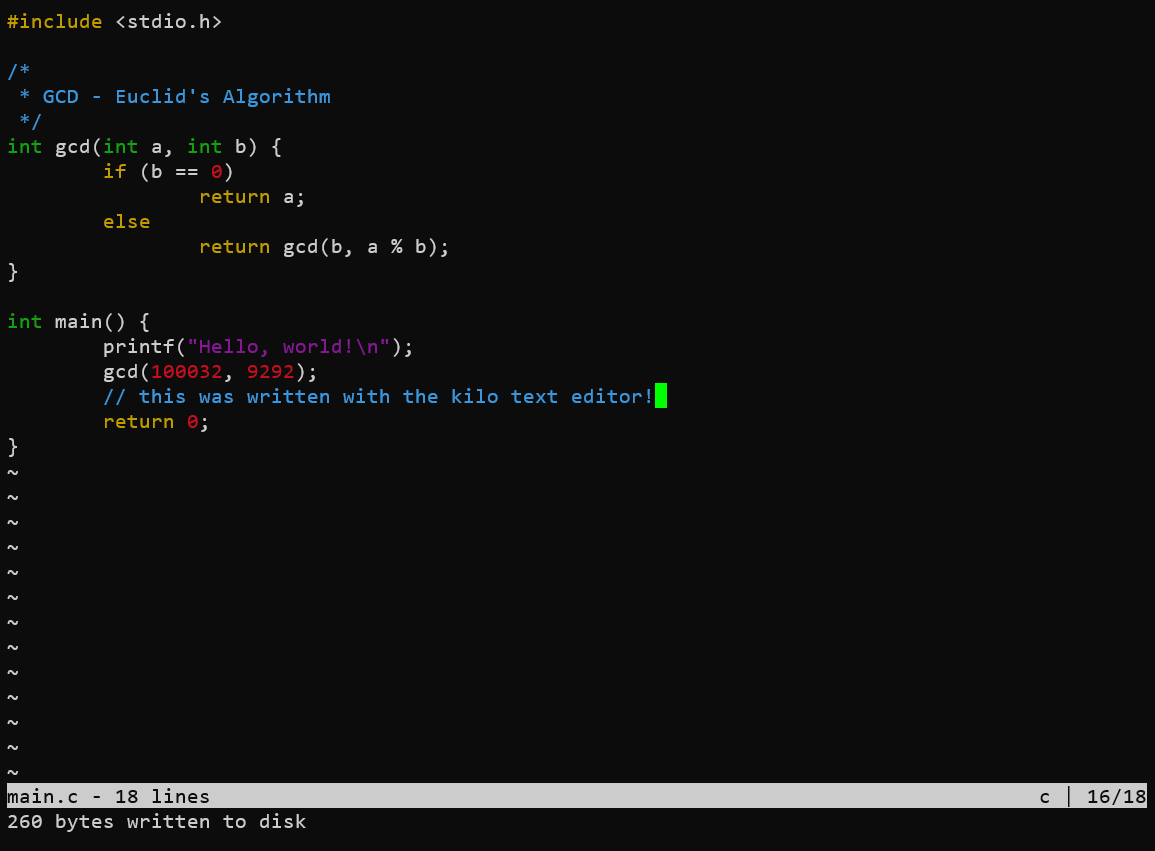 #include <stdio.h>

/*
 * GCD - Euclid's Algorithm
 */
int gcd(int a, int b) {
        if (b == 0)
                return a;
        else
                return gcd(b, a % b);
}

int main() {
        printf("Hello, world!\n");
        gcd(100032, 9292);
        // this was written with the kilo text editor!
        return 0;
}
~
~
~
~
~
~
~
~
~
~
~
~
~
main.c - 18 lines c | 16/18
260 bytes written to disk